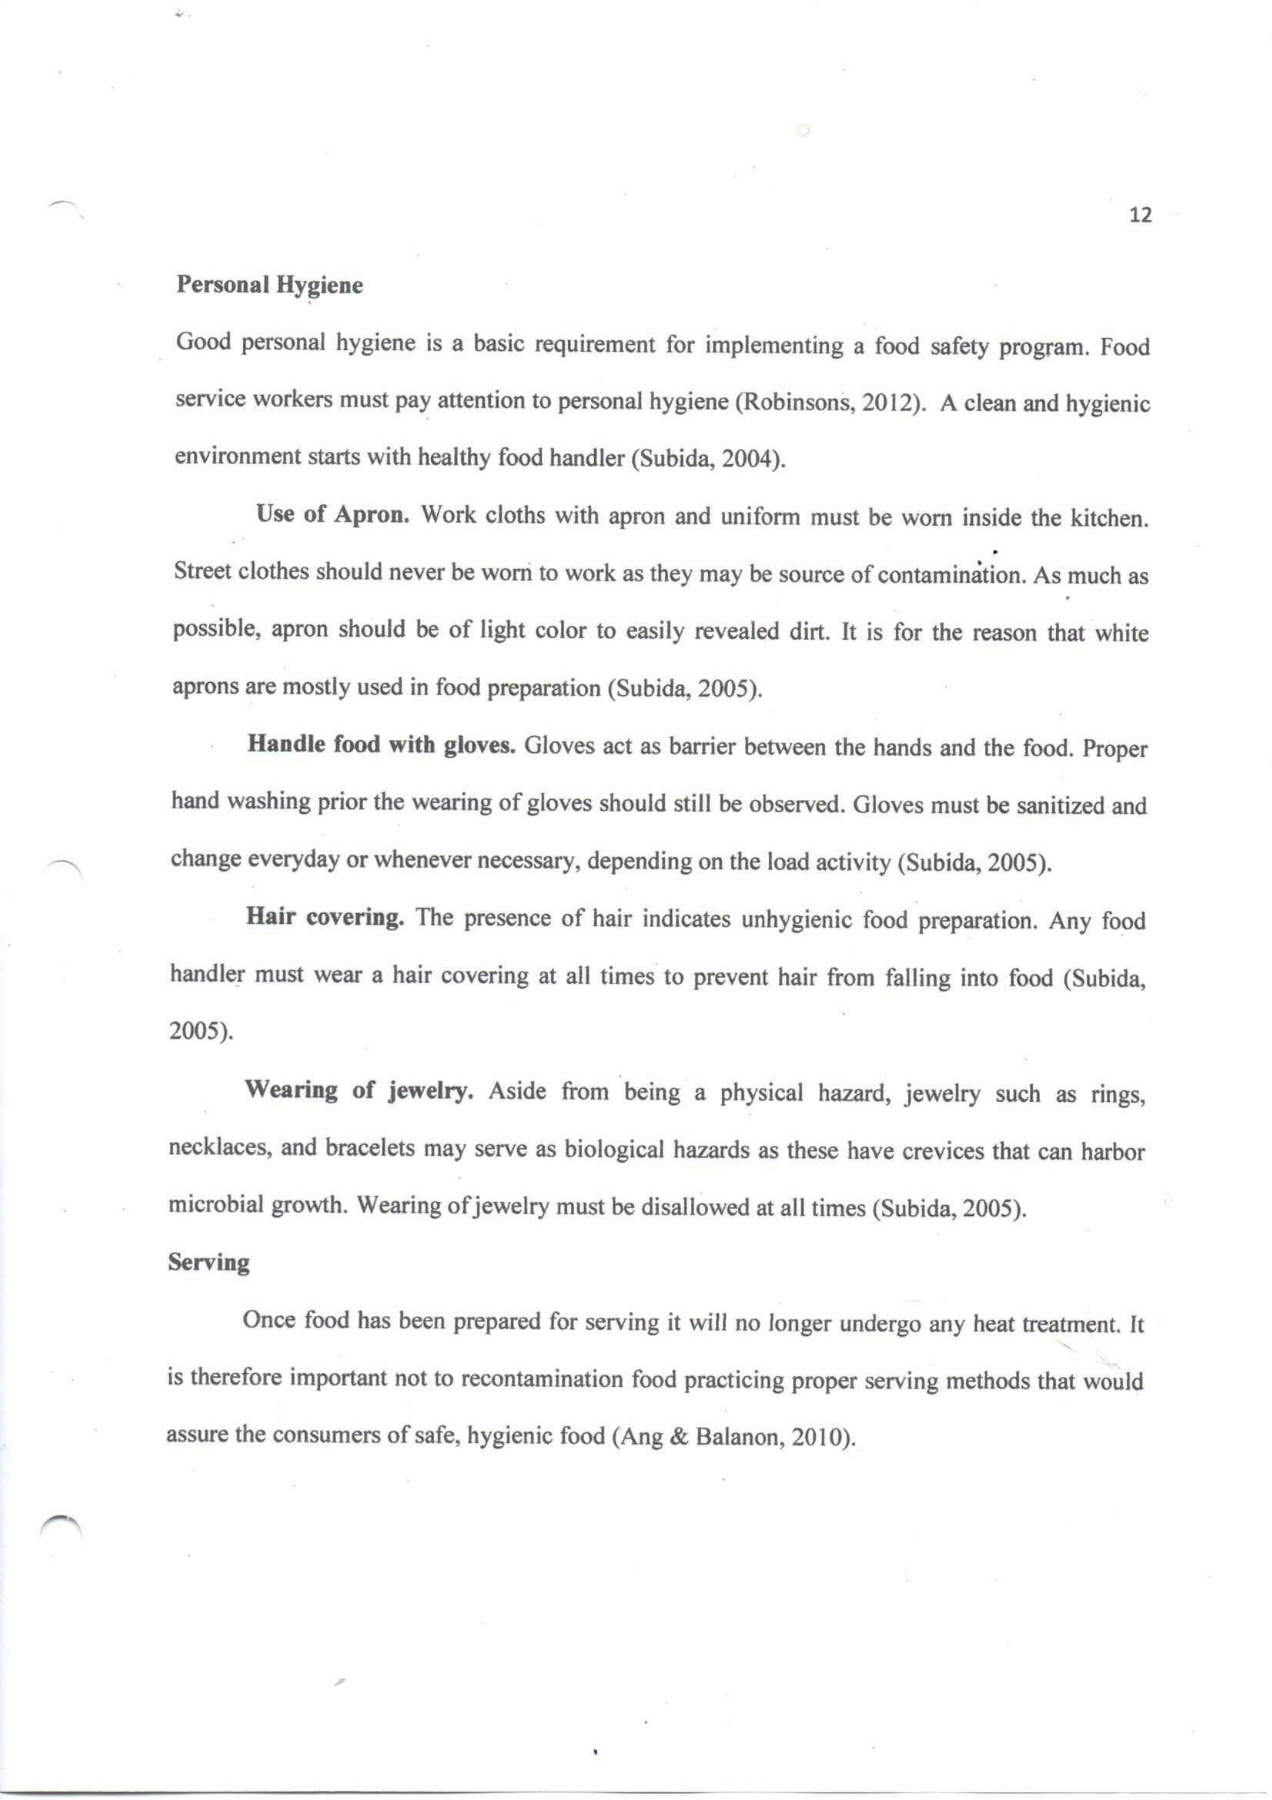 12
Personal Hygiene
Good personal hygiene is a basic requirement for implementing a food safety program. Food
service workers must pay attention to personal hygiene (Robinsons, 2012). A clean and hygienic
environment starts with healthy food handler (Subida, 2004).
Use of Apron. Work cloths with apron and uniform must be worn inside the kitchen.
Street clothes should never be worn to work as they may be source of contamination. As much as
possible, apron should be of light color to easily revealed dirt. It is for the reason that white
aprons are mostly used in food preparation (Subida, 2005).
Handle food with gloves. Gloves act as barrier between the hands and the food. Proper
hand washing prior the wearing of gloves should still be observed. Gloves must be sanitized and
change everyday or whenever necessary, depending on the load activity (Subida, 2005).
Hair covering. The presence of hair indicates unhygienic food preparation. Any food
handler must wear a hair covering at all times to prevent hair from falling into food (Subida,
2005).
Wearing of jewelry. Aside from being a physical hazard, jewelry such as rings,
necklaces, and bracelets may serve as biological hazards as these have crevices that can harbor
microbial growth. Wearing of jewelry must be disallowed at all times (Subida, 2005).
Serving
Once food has been prepared for serving it will no longer undergo any heat treatment. It
is therefore important not to recontamination food practicing proper serving methods that would
assure the consumers of safe, hygienic food (Ang & Balanon, 2010).